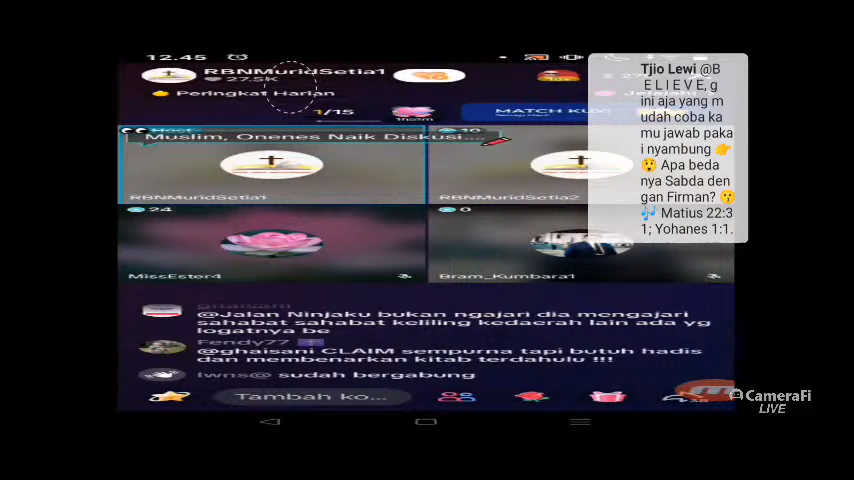 12.45
RBNMuridSetia1
27.5K
Peringkat Harian
1/15
MATCH KUY
Host
Muslim, Onenes Naik Diskusi...
10
RBNMuridSetia1
RBNMuridSetia2
24
0
MissEster4
Bram_Kumbara1
@Jalan Ninjaku bukan ngajari dia mengajari
sahabat sahabat keliling kedaerah lain ada yg
logatnya be
Fendy77
@ghaisani CLAIM sempurna tapi butuh hadis
dan membenarkan kitab terdahulu !!!
lwns@ sudah bergabung
Tambah ko...
Tjio Lewi @B
E L I E V E, g
ini aja yang m
udah coba ka
mu jawab paka
i nyambung 👉
😲 Apa beda
nya Sabda den
gan Firman? 😗
🎶 Matius 22:3
1; Yohanes 1:1.
CameraFi
LIVE